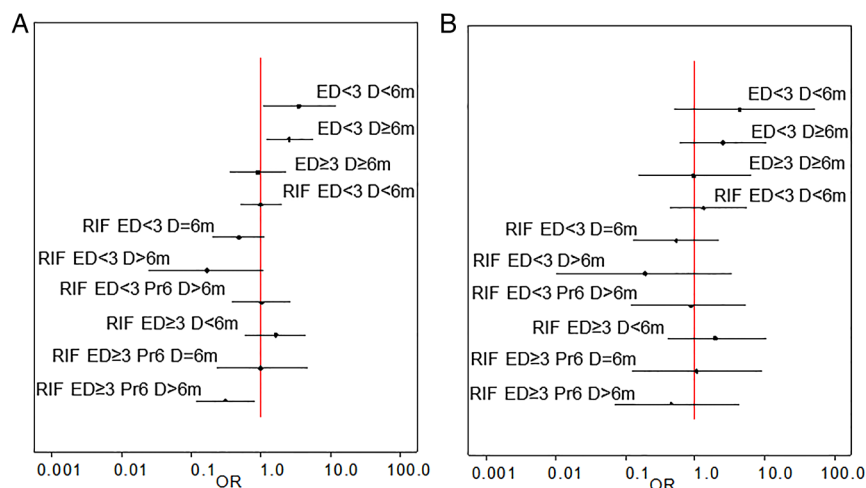 A
ED<3 D<6m
ED<3 D≥6m
ED≥3 D≥6m
RIF ED<3 D<6m
RIF ED<3 D=6m
RIF ED<3 D>6m
RIF ED<3 Pr6 D>6m
RIF ED≥3 D<6m
RIF ED≥3 Pr6 D=6m
RIF ED≥3 Pr6 D>6m
0.001 0.01 0.1 1.0 10.0 100.0
OR
B
ED<3 D<6m
ED<3 D≥6m
ED≥3 D≥6m
RIF ED<3 D<6m
RIF ED<3 D=6m
RIF ED<3 D>6m
RIF ED<3 Pr6 D>6m
RIF ED≥3 D<6m
RIF ED≥3 Pr6 D=6m
RIF ED≥3 Pr6 D>6m
0.001 0.01 0.1 1.0 10.0 100.0
OR